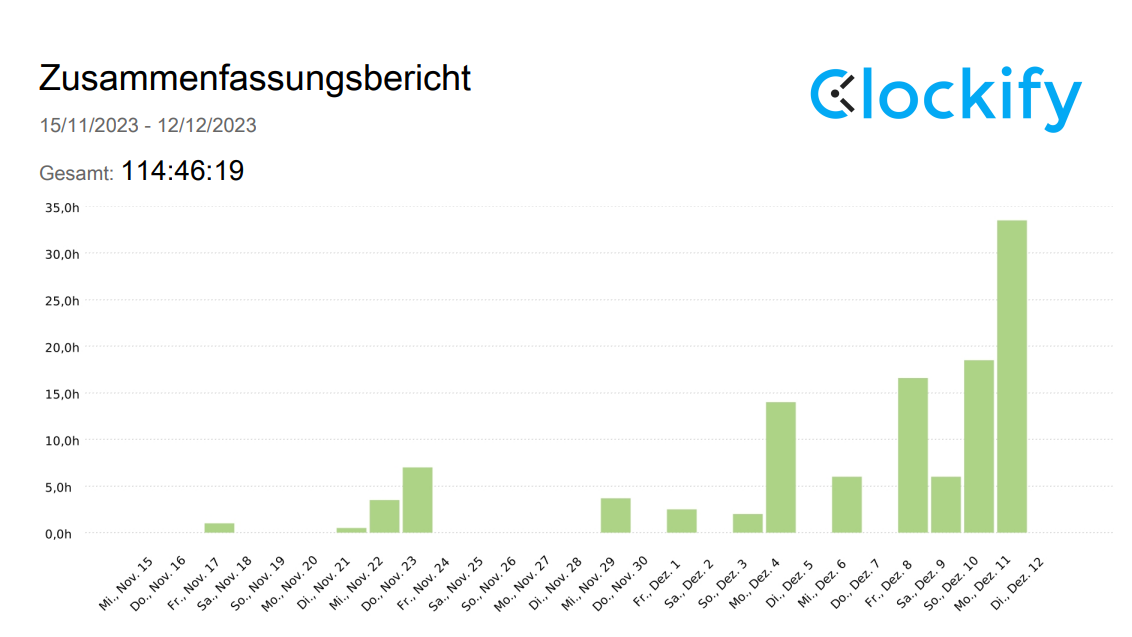 Zusammenfassungsbericht
Clockify
15/11/2023 - 12/12/2023
Gesamt: 114:46:19
35,0h
30,0h
25,0h
20,0h
15,0h
10,0h
5,0h
0,0h
Mi., Nov. 15
Do., Nov. 16
Fr., Nov. 17
Sa., Nov. 18
So., Nov. 19
Mo., Nov. 20
Di., Nov. 21
Mi., Nov. 22
Do., Nov. 23
Fr., Nov. 24
Sa., Nov. 25
So., Nov. 26
Mo., Nov. 27
Di., Nov. 28
Mi., Nov. 29
Do., Nov. 30
Fr., Dez. 1
Sa., Dez. 2
So., Dez. 3
Mo., Dez. 4
Di., Dez. 5
Mi., Dez. 6
Do., Dez. 7
Fr., Dez. 8
Sa., Dez. 9
So., Dez. 10
Mo., Dez. 11
Di., Dez. 12